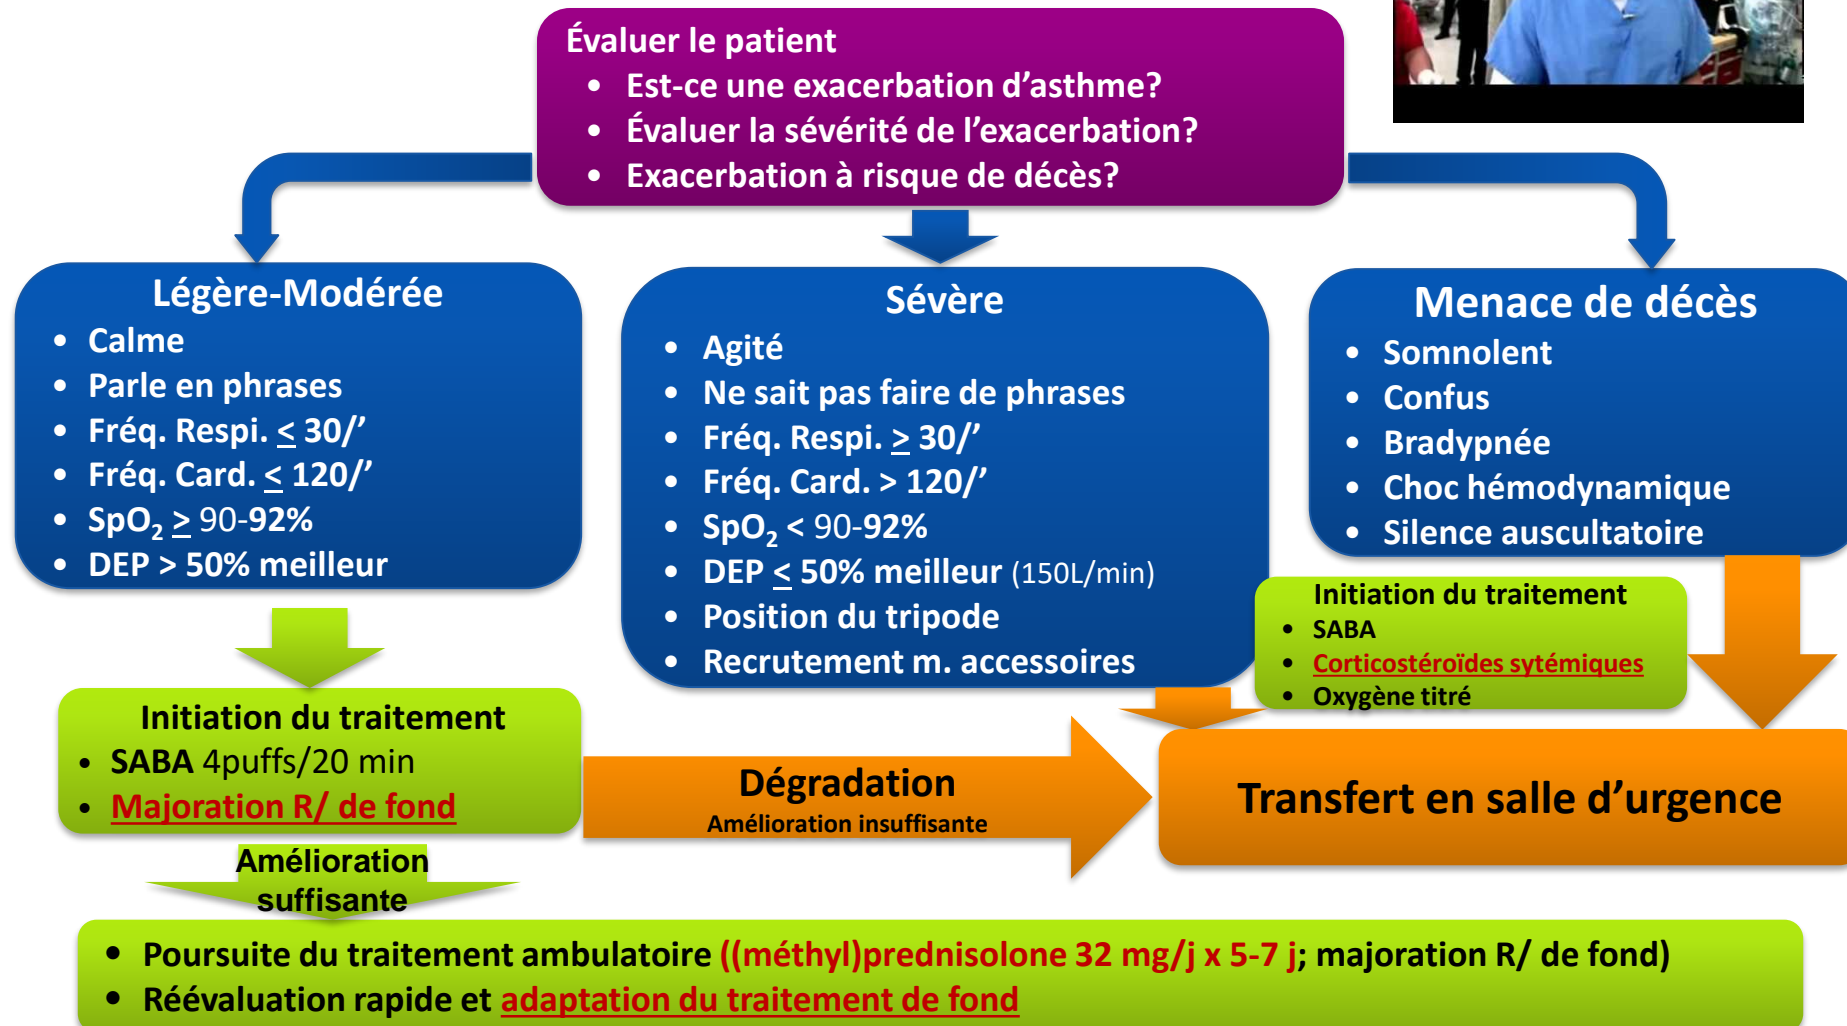 Évaluer le patient
• Est-ce une exacerbation d’asthme?
• Évaluer la sévérité de l’exacerbation?
• Exacerbation à risque de décès?
Légère-Modérée
• Calme
• Parle en phrases
• Fréq. Respi. < 30/’
• Fréq. Card. < 120/’
• SpO₂ > 90-92%
• DEP > 50% meilleur
Sévère
• Agité
• Ne sait pas faire de phrases
• Fréq. Respi. > 30/’
• Fréq. Card. > 120/’
• SpO₂ < 90-92%
• DEP < 50% meilleur (150L/min)
• Position du tripode
• Recrutement m. accessoires
Menace de décès
• Somnolent
• Confus
• Bradypnée
• Choc hémodynamique
• Silence auscultatoire
Initiation du traitement
• SABA
• Corticostéroïdes sytémiques
• Oxygène titré
Initiation du traitement
• SABA 4puffs/20 min
• Majoration R/ de fond
Dégradation
Amélioration insuffisante
Transfert en salle d’urgence
Amélioration
suffisante
• Poursuite du traitement ambulatoire ((méthyl)prednisolone 32 mg/j x 5-7 j; majoration R/ de fond)
• Réévaluation rapide et adaptation du traitement de fond